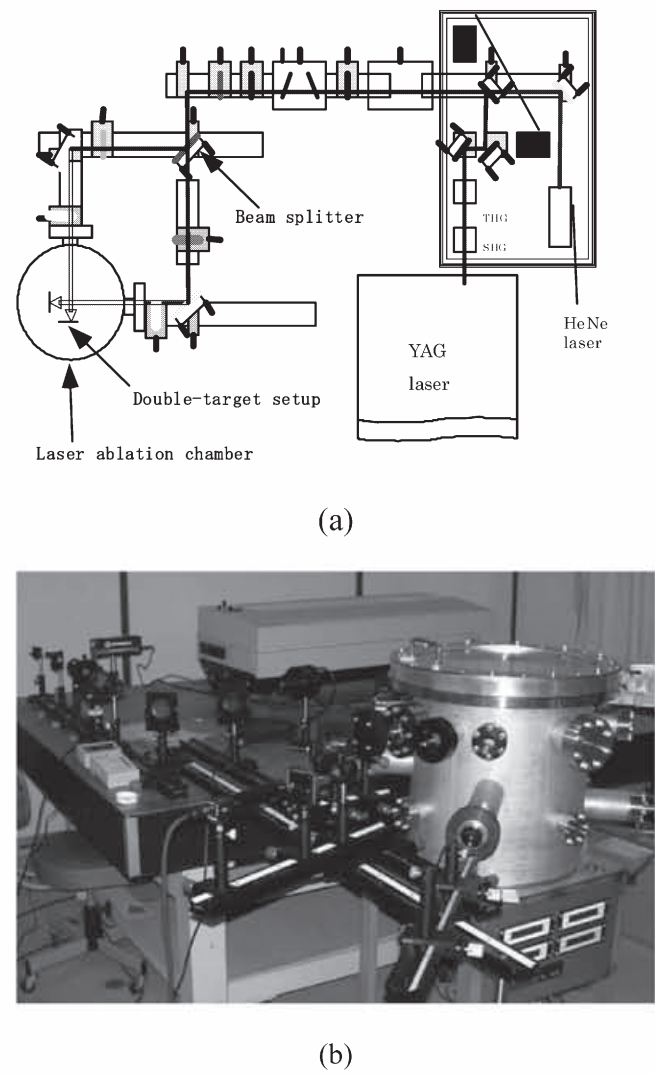 Beam splitter
THG
SHG
HeNe
laser
YAG
laser
Double-target setup
Laser ablation chamber
(a)
(b)